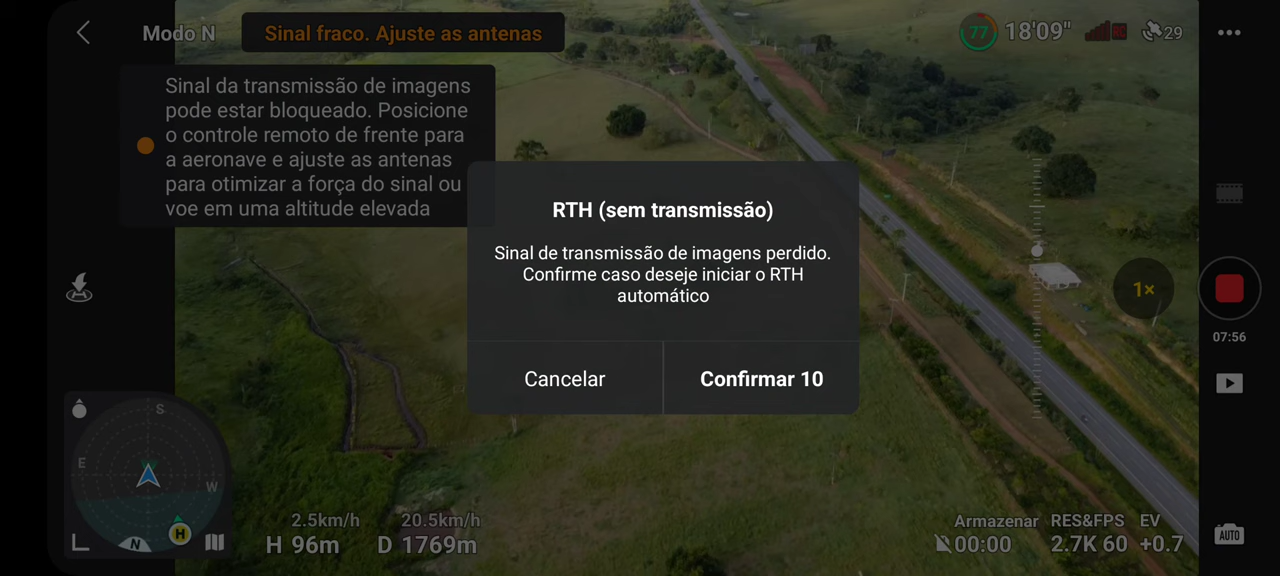 Modo N
Sinal fraco. Ajuste as antenas
77
18'09"
RC
29
Sinal da transmissão de imagens
pode estar bloqueado. Posicione
o controle remoto de frente para
a aeronave e ajuste as antenas
para otimizar a força do sinal ou
voe em uma altitude elevada
RTH (sem transmissão)
Sinal de transmissão de imagens perdido.
Confirme caso deseje iniciar o RTH
automático
Cancelar
Confirmar 10
1×
07:56
S
E
W
H
N
2.5km/h
20.5km/h
H 96m
D 1769m
Armazenar
00:00
RES&FPS
2.7K 60
EV
+0.7
AUTO